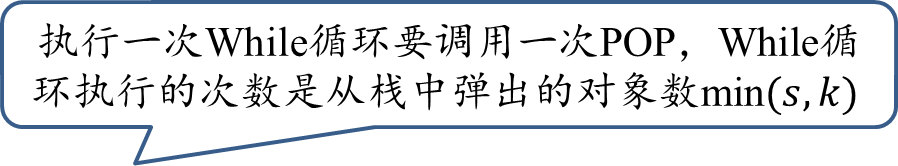 执行一次While循环要调用一次POP，While循
环执行的次数是从栈中弹出的对象数min(s, k)